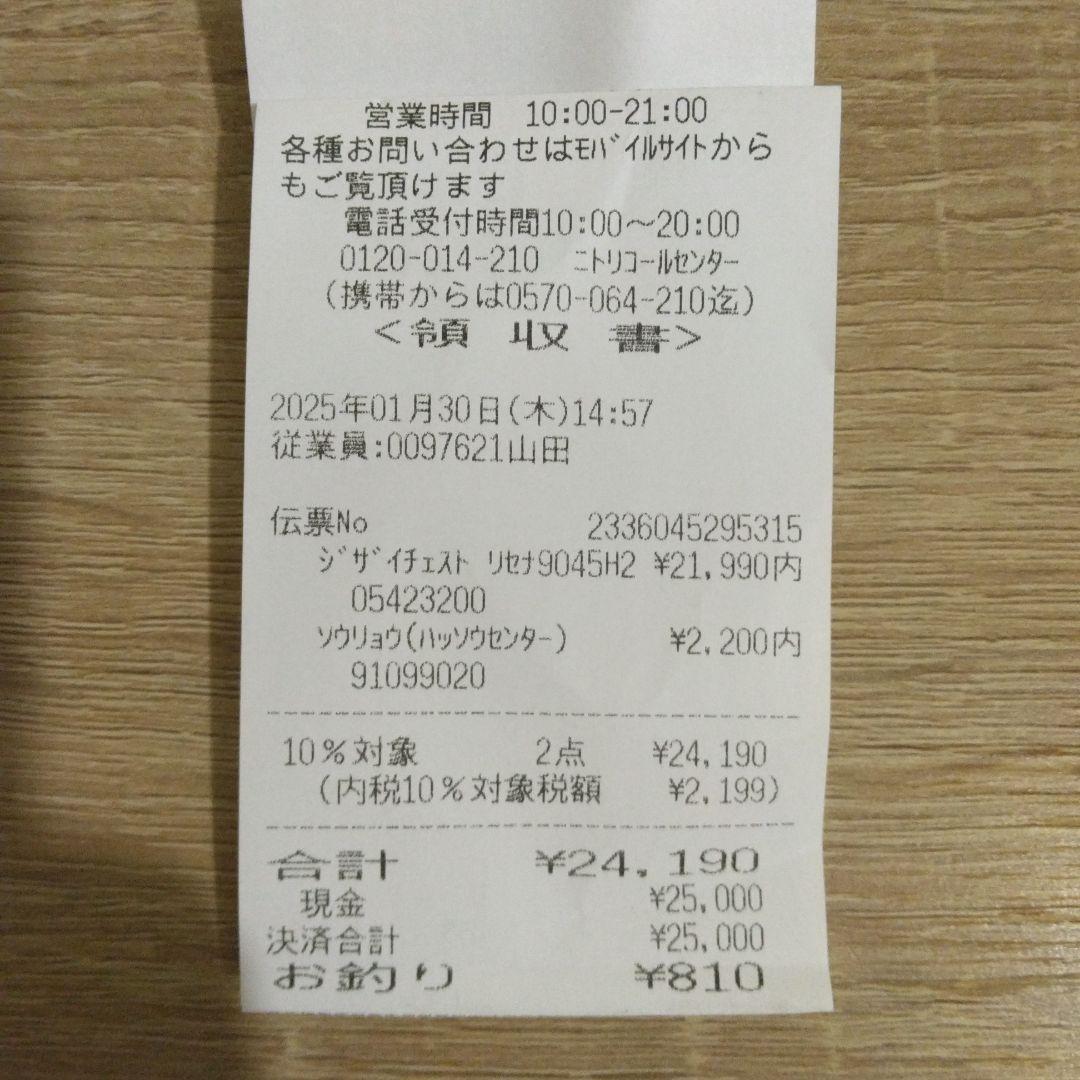 営業時間 10:00-21:00
各種お問い合わせはﾓﾊﾞｲﾙｻｲﾄから
もご覧頂けます
電話受付時間10:00～20:00
0120-014-210 ﾆﾄﾘｺｰﾙｾﾝﾀｰ
(携帯からは0570-064-210迄)
<領 収 書>
2025年01月30日(木)14:57
従業員:0097621山田
伝票No 2336045295315
ｼﾞｻﾞｲﾁｪｽﾄ ﾘｾﾅ9045H2 ¥21,990内
05423200
ｿｳﾘｮｳ(ﾊｯｿｳｾﾝﾀｰ) ¥2,200内
91099020
10％対象 2点 ¥24,190
(内税10％対象税額 ¥2,199)
合計 ¥24,190
現金 ¥25,000
決済合計 ¥25,000
お釣り ¥810